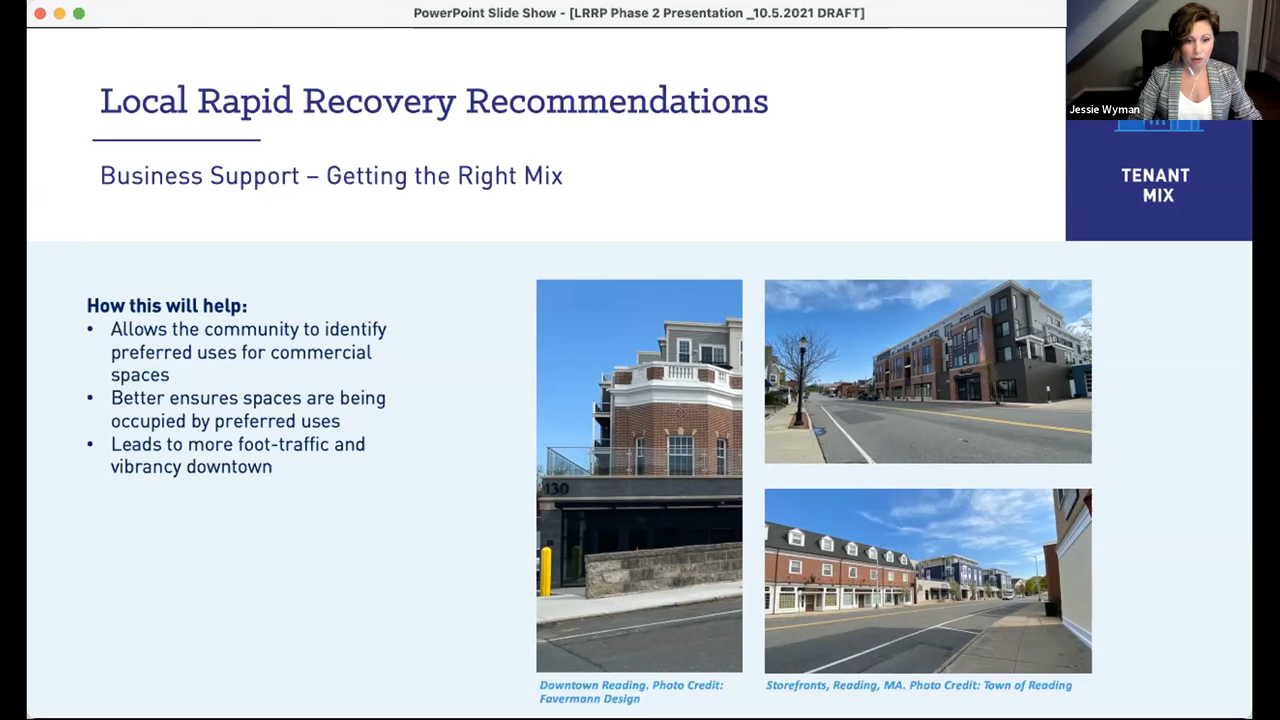 PowerPoint Slide Show - [LRRP Phase 2 Presentation _10.5.2021 DRAFT]
Jessie Wyman
Local Rapid Recovery Recommendations
Business Support – Getting the Right Mix
TENANT
MIX
How this will help:
• Allows the community to identify
preferred uses for commercial
spaces
• Better ensures spaces are being
occupied by preferred uses
• Leads to more foot-traffic and
vibrancy downtown
130
Downtown Reading. Photo Credit:
Favermann Design
Storefronts, Reading, MA. Photo Credit: Town of Reading